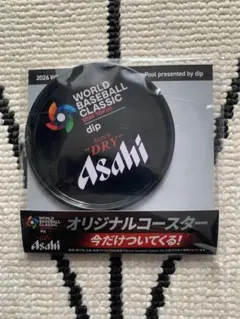 2026 W
Pool presented by dip
WORLD
BASEBALL
CLASSIC
dip
"DRY"
Asahi
WORLD
BASEBALL
CLASSIC
オリジナルコースター
Asahi
今だけついてくる!